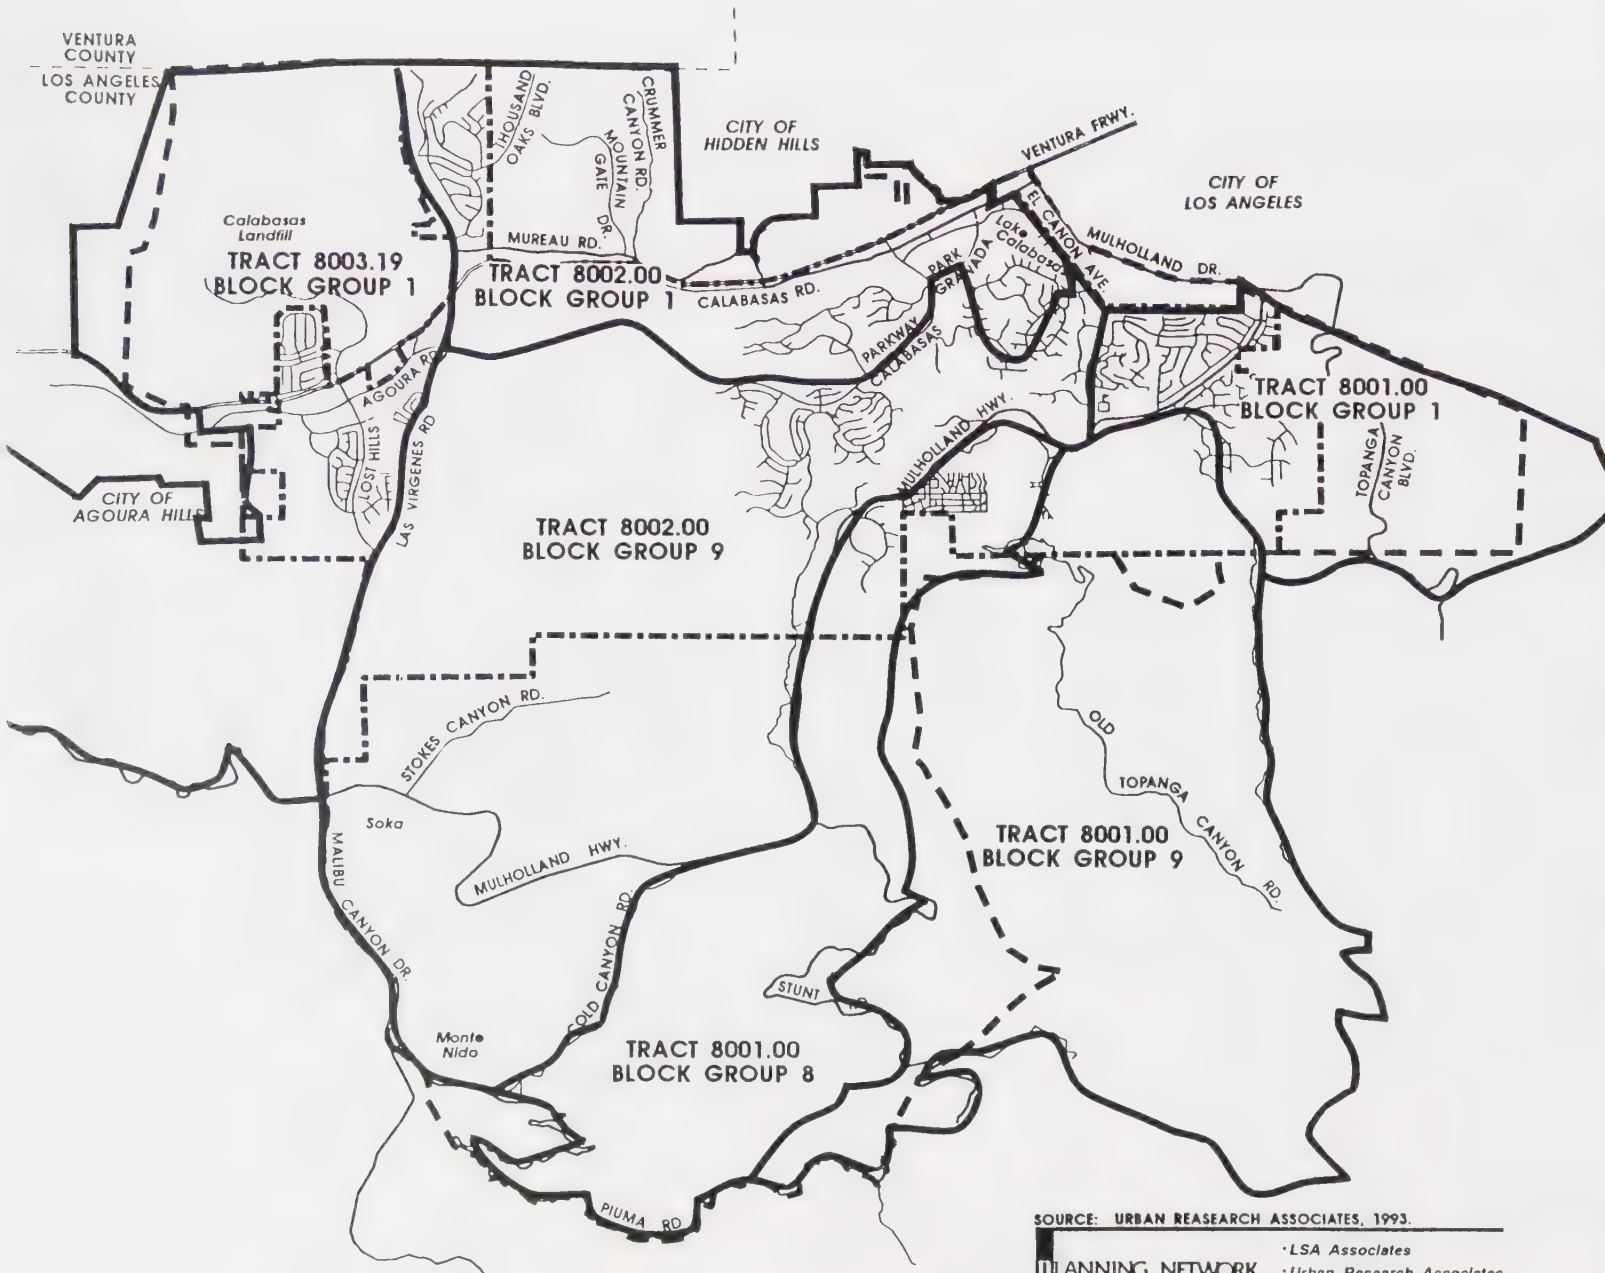 VENTURA
COUNTY
LOS ANGELES
COUNTY
THOUSAND
OAKS BLVD.
CRUMMER
CANYON RD.
MOUNTAIN
GATE DR.
CITY OF
HIDDEN HILLS
VENTURA FRWY.
CITY OF
LOS ANGELES
Calabasas
Landfill
TRACT 8003.19
BLOCK GROUP 1
MUREAU RD.
TRACT 8002.00
BLOCK GROUP 1
CALABASAS RD.
PARK
GRANADA
Lake
Calabasas
EL CANON AVE.
MULHOLLAND DR.
PARKWAY
CALABASAS
AGOURA RD
TRACT 8001.00
BLOCK GROUP 1
TOPANGA
CANYON
BLVD.
MULHOLLAND HWY.
LOST HILLS
LAS VIRGENES RD
CITY OF
AGOURA HILLS
TRACT 8002.00
BLOCK GROUP 9
STOKES CANYON RD.
OLD
TOPANGA
CANYON
RD.
Soka
MALIBU
CANYON
DR.
MULHOLLAND HWY.
TRACT 8001.00
BLOCK GROUP 9
COLD CANYON RD.
STUNT
RD
Monte
Nido
TRACT 8001.00
BLOCK GROUP 8
PIUMA RD
SOURCE: URBAN REASEARCH ASSOCIATES, 1993.
PLANNING NETWORK
·LSA Associates
·Urban Research Associates